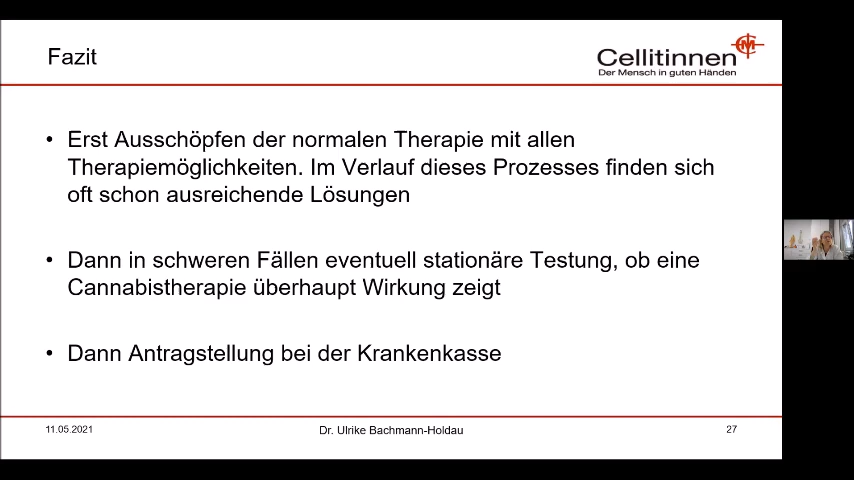 Fazit
Cellitinnen
Der Mensch in guten Händen
• Erst Ausschöpfen der normalen Therapie mit allen
Therapiemöglichkeiten. Im Verlauf dieses Prozesses finden sich
oft schon ausreichende Lösungen
• Dann in schweren Fällen eventuell stationäre Testung, ob eine
Cannabistherapie überhaupt Wirkung zeigt
• Dann Antragstellung bei der Krankenkasse
11.05.2021
Dr. Ulrike Bachmann-Holdau
27